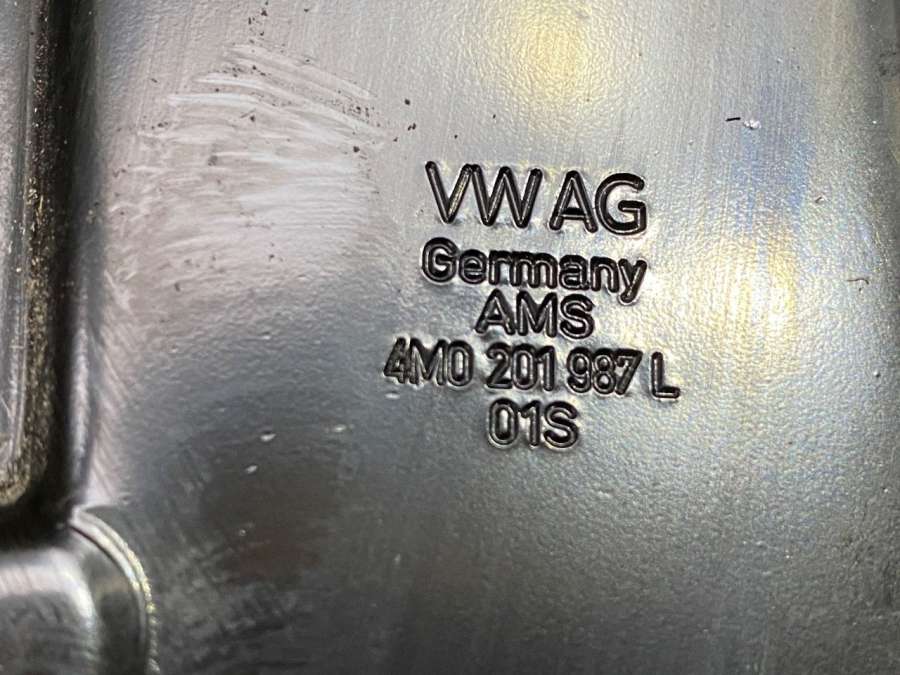 VW AG
Germany
AMS
4M0 201 987 L
01S